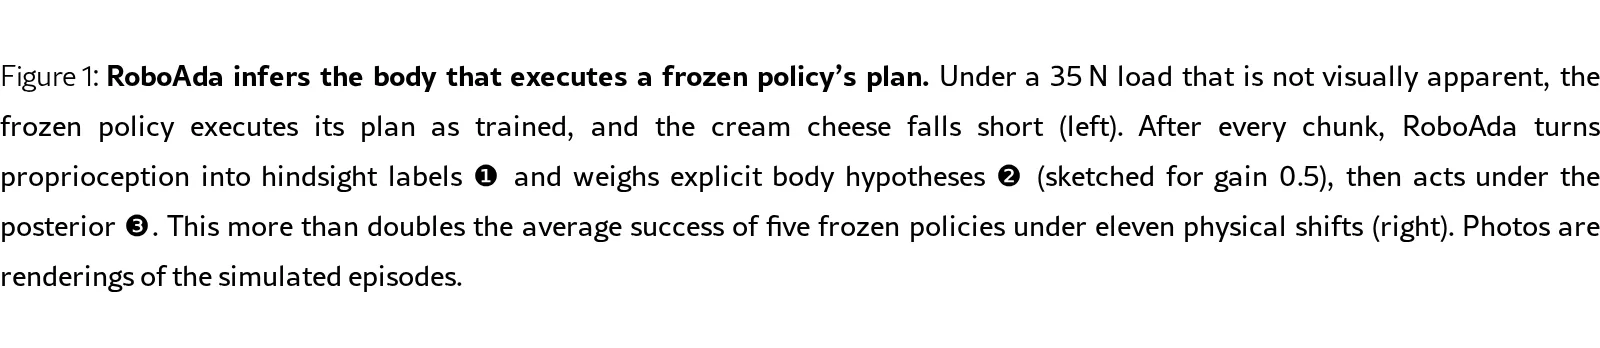 Figure 1: RoboAda infers the body that executes a frozen policy’s plan. Under a 35 N load that is not visually apparent, the
frozen policy executes its plan as trained, and the cream cheese falls short (left). After every chunk, RoboAda turns
proprioception into hindsight labels ❶ and weighs explicit body hypotheses ❷ (sketched for gain 0.5), then acts under the
posterior ❸. This more than doubles the average success of five frozen policies under eleven physical shifts (right). Photos are
renderings of the simulated episodes.